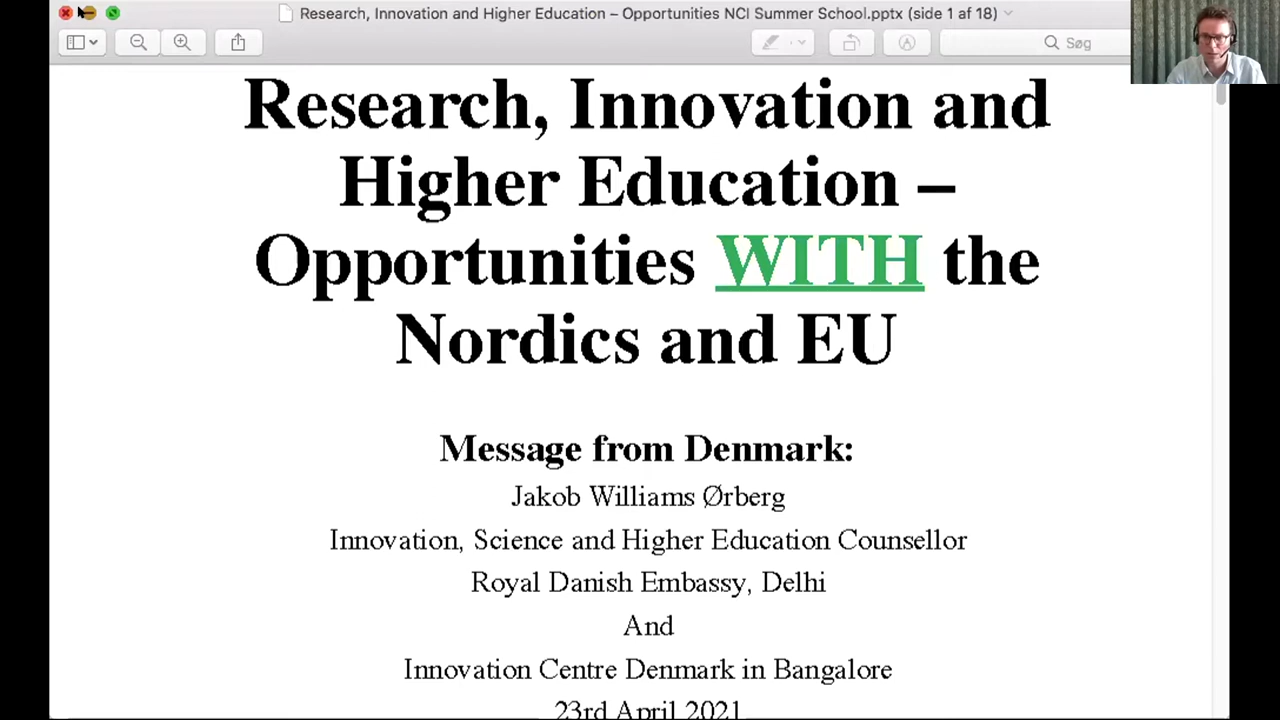 Research, Innovation and Higher Education – Opportunities NCI Summer School.pptx (side 1 af 18)
Søg
Research, Innovation and
Higher Education –
Opportunities WITH the
Nordics and EU
Message from Denmark:
Jakob Williams Ørberg
Innovation, Science and Higher Education Counsellor
Royal Danish Embassy, Delhi
And
Innovation Centre Denmark in Bangalore
23rd April 2021